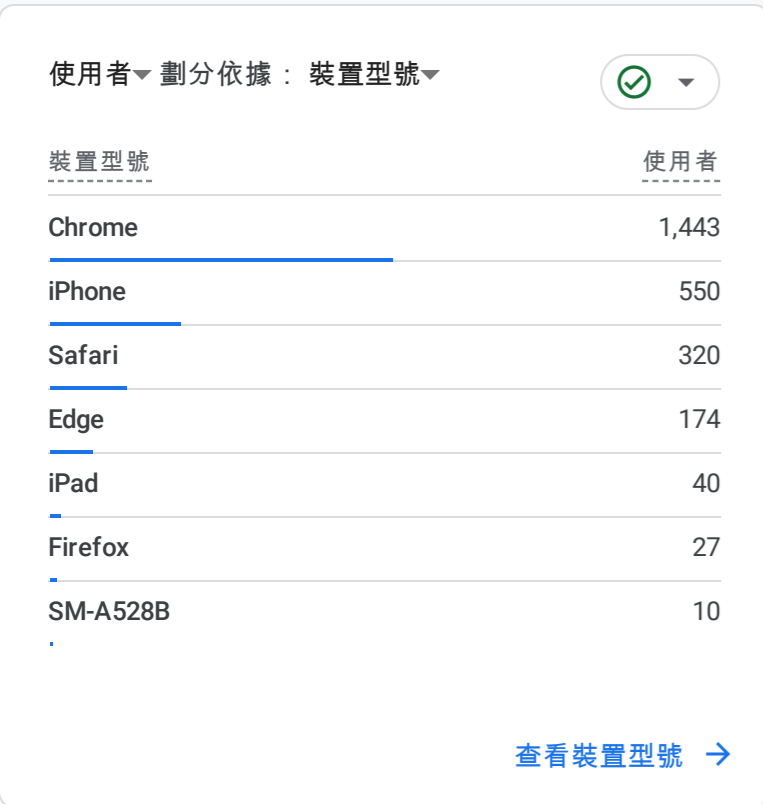 使用者 劃分依據： 裝置型號
裝置型號 使用者
Chrome 1,443
iPhone 550
Safari 320
Edge 174
iPad 40
Firefox 27
SM-A528B 10
查看裝置型號